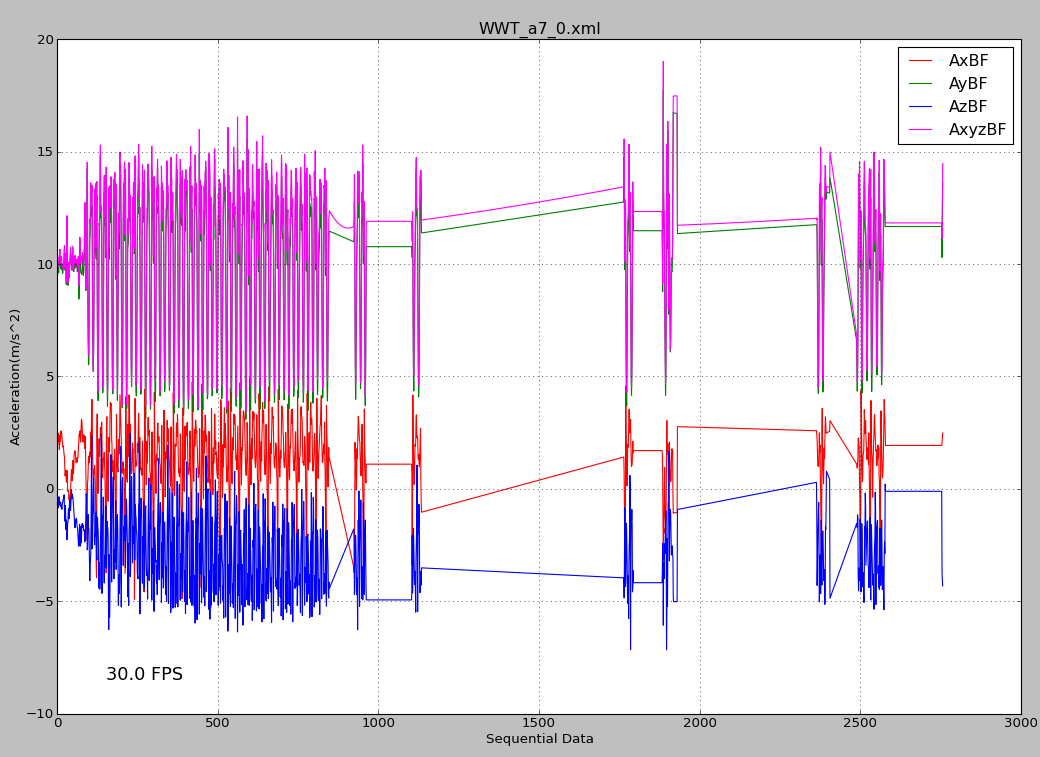 WWT_a7_0.xml
20
15
10
5
0
−5
−10
Acceleration(m/s^2)
AxBF
AyBF
AzBF
AxyzBF
30.0 FPS
0
500
1000
1500
2000
2500
3000
Sequential Data